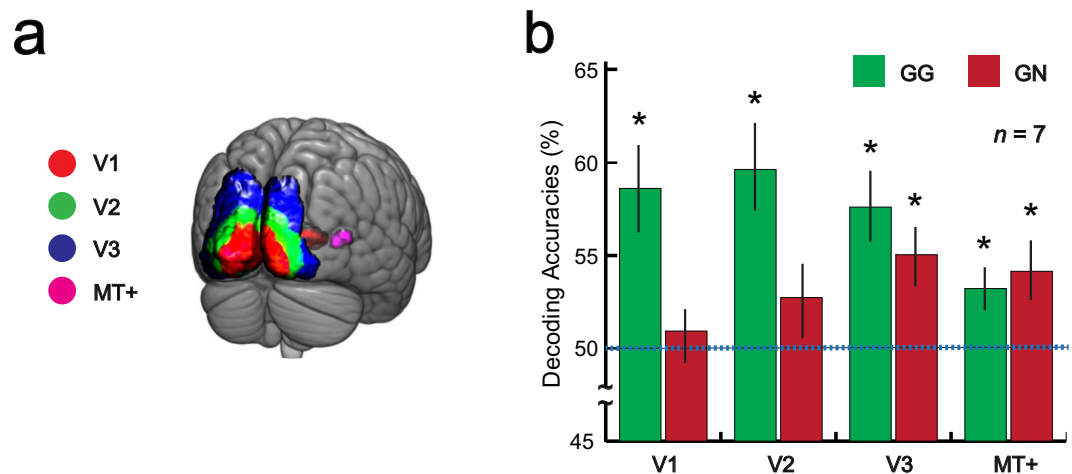 a
V1
V2
V3
MT+
b
Decoding Accuracies (%)
65
60
55
50
45
GG
GN
n = 7
*
*
*
*
*
*
V1
V2
V3
MT+